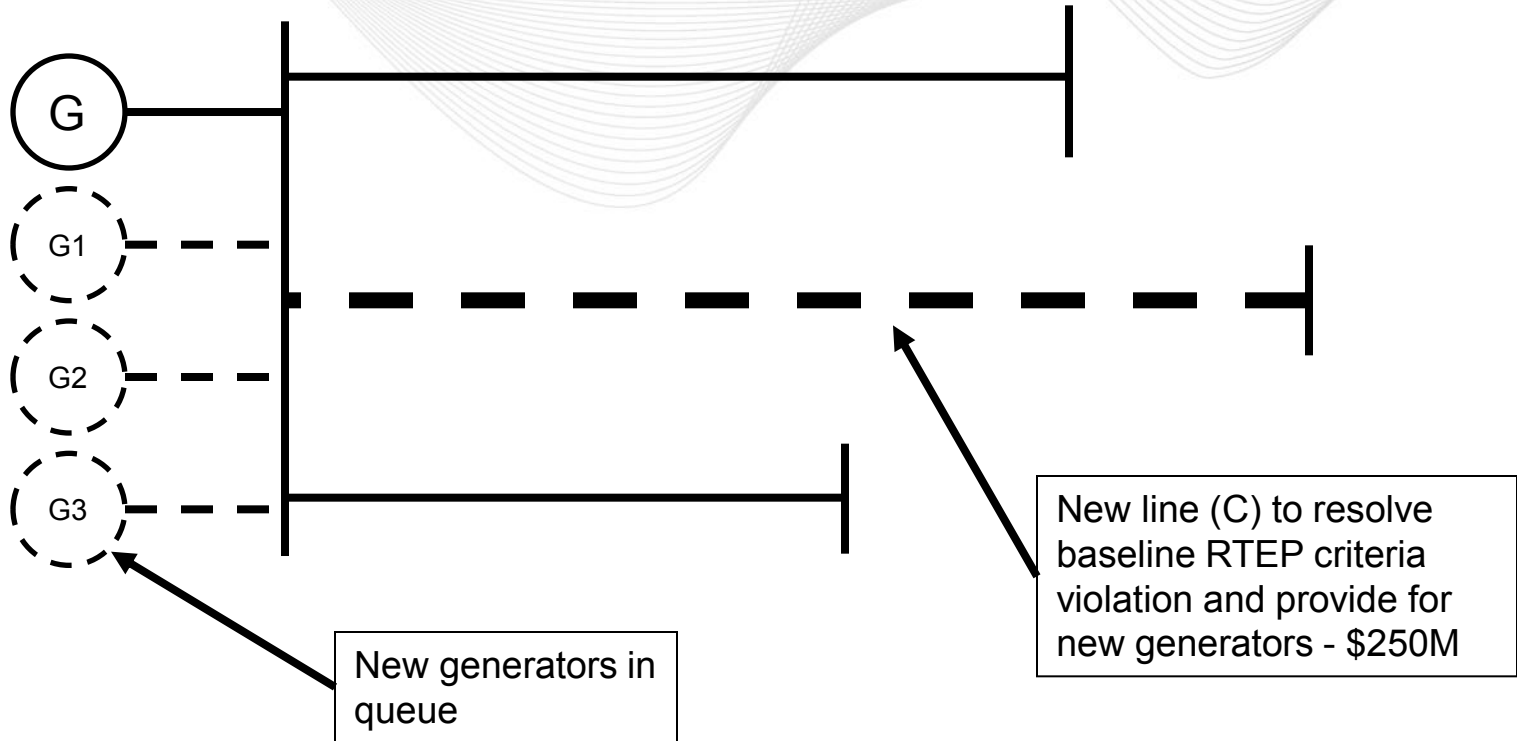 G
G1
G2
G3
New line (C) to resolve
baseline RTEP criteria
violation and provide for
new generators - $250M
New generators in
queue